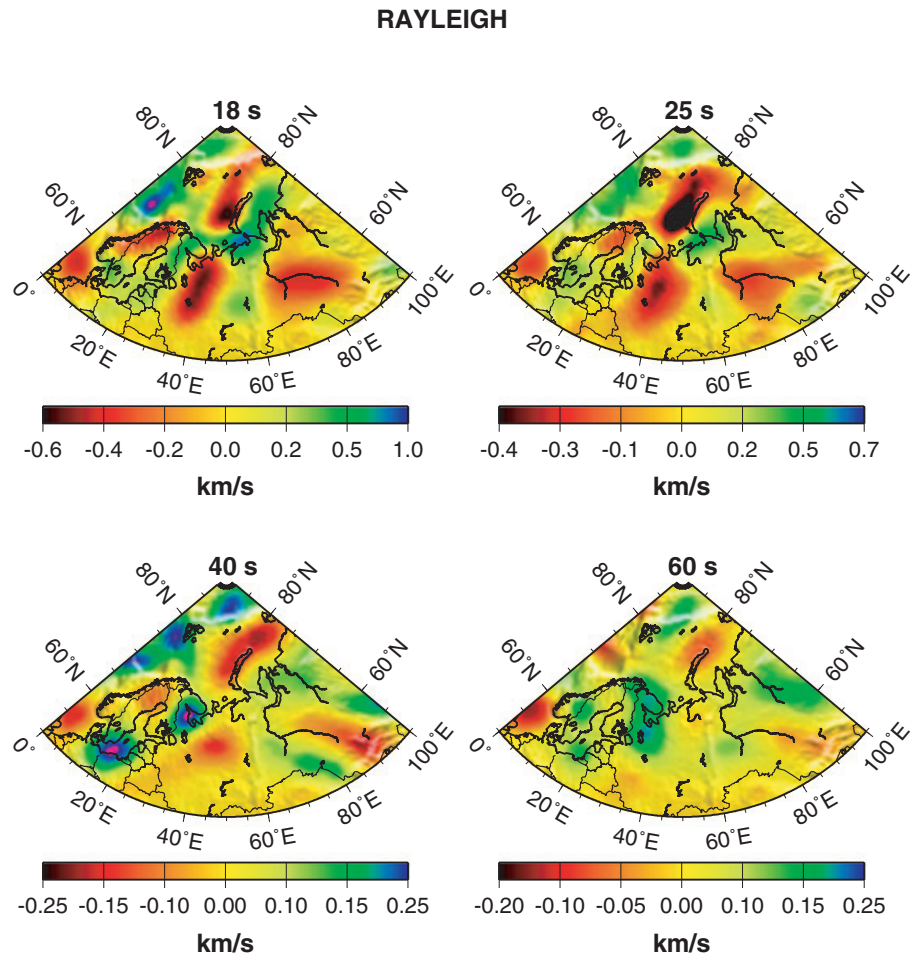 RAYLEIGH
18 s
80˚N
80˚N
60˚N
60˚N
0˚
20˚E
40˚E
60˚E
80˚E
100˚E
-0.6 -0.4 -0.2 0.0 0.2 0.5 1.0
km/s
25 s
80˚N
80˚N
60˚N
60˚N
0˚
20˚E
40˚E
60˚E
80˚E
100˚E
-0.4 -0.3 -0.1 0.0 0.2 0.5 0.7
km/s
40 s
80˚N
80˚N
60˚N
60˚N
0˚
20˚E
40˚E
60˚E
80˚E
100˚E
-0.25 -0.15 -0.10 0.00 0.10 0.15 0.25
km/s
60 s
80˚N
80˚N
60˚N
60˚N
0˚
20˚E
40˚E
60˚E
80˚E
100˚E
-0.20 -0.10 -0.05 0.00 0.10 0.15 0.25
km/s